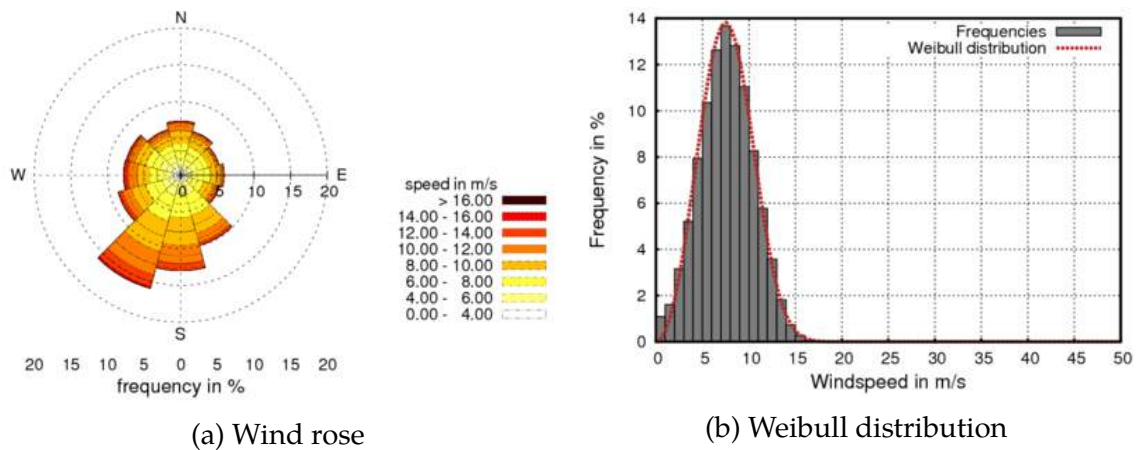 N
W
E
0 5 10 15 20
S
20 15 10 5 0 5 10 15 20
frequency in %
speed in m/s
> 16.00
14.00 - 16.00
12.00 - 14.00
10.00 - 12.00
8.00 - 10.00
6.00 - 8.00
4.00 - 6.00
0.00 - 4.00
(a) Wind rose
14
12
10
8
6
4
2
0
Frequency in %
Frequencies
Weibull distribution
0 5 10 15 20 25 30 35 40 45 50
Windspeed in m/s
(b) Weibull distribution